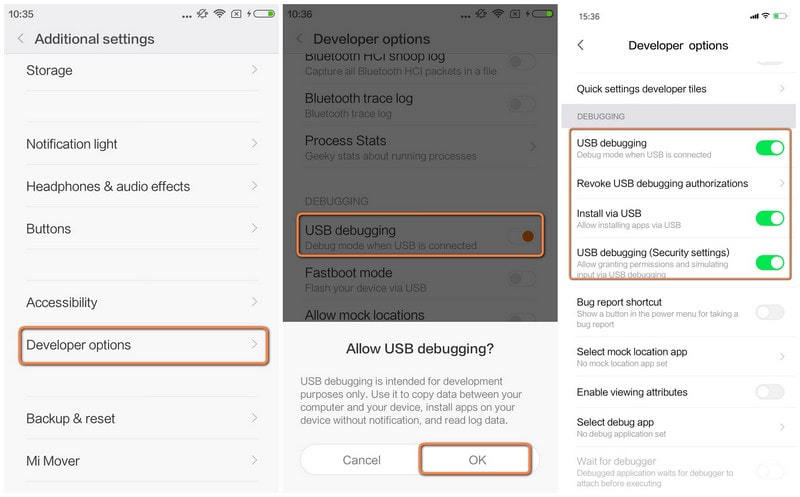 10:35
Additional settings
Storage
Notification light
Headphones & audio effects
Buttons
Accessibility
Developer options
Backup & reset
Mi Mover
10:36
Developer options
Bluetooth HCI snoop log
Capture all Bluetooth HCI packets in a file
Bluetooth trace log
Bluetooth trace log
Process Stats
Geeky stats about running processes
DEBUGGING
USB debugging
Debug mode when USB is connected
Fastboot mode
Flash your device via USB
Allow mock locations
Allow USB debugging?
USB debugging is intended for development
purposes only. Use it to copy data between your
computer and your device, install apps on your
device without notification, and read log data.
Cancel
OK
15:36
Developer options
Quick settings developer tiles
DEBUGGING
USB debugging
Debug mode when USB is connected
Revoke USB debugging authorizations
Install via USB
Allow installing apps via USB
USB debugging (Security settings)
Allow granting permissions and simulating
input via USB debugging
Bug report shortcut
Show a button in the power menu for taking a
bug report
Select mock location app
No mock location app set
Enable viewing attributes
Select debug app
No debug application set
Wait for debugger
Debugged application waits for debugger to
attach before executing